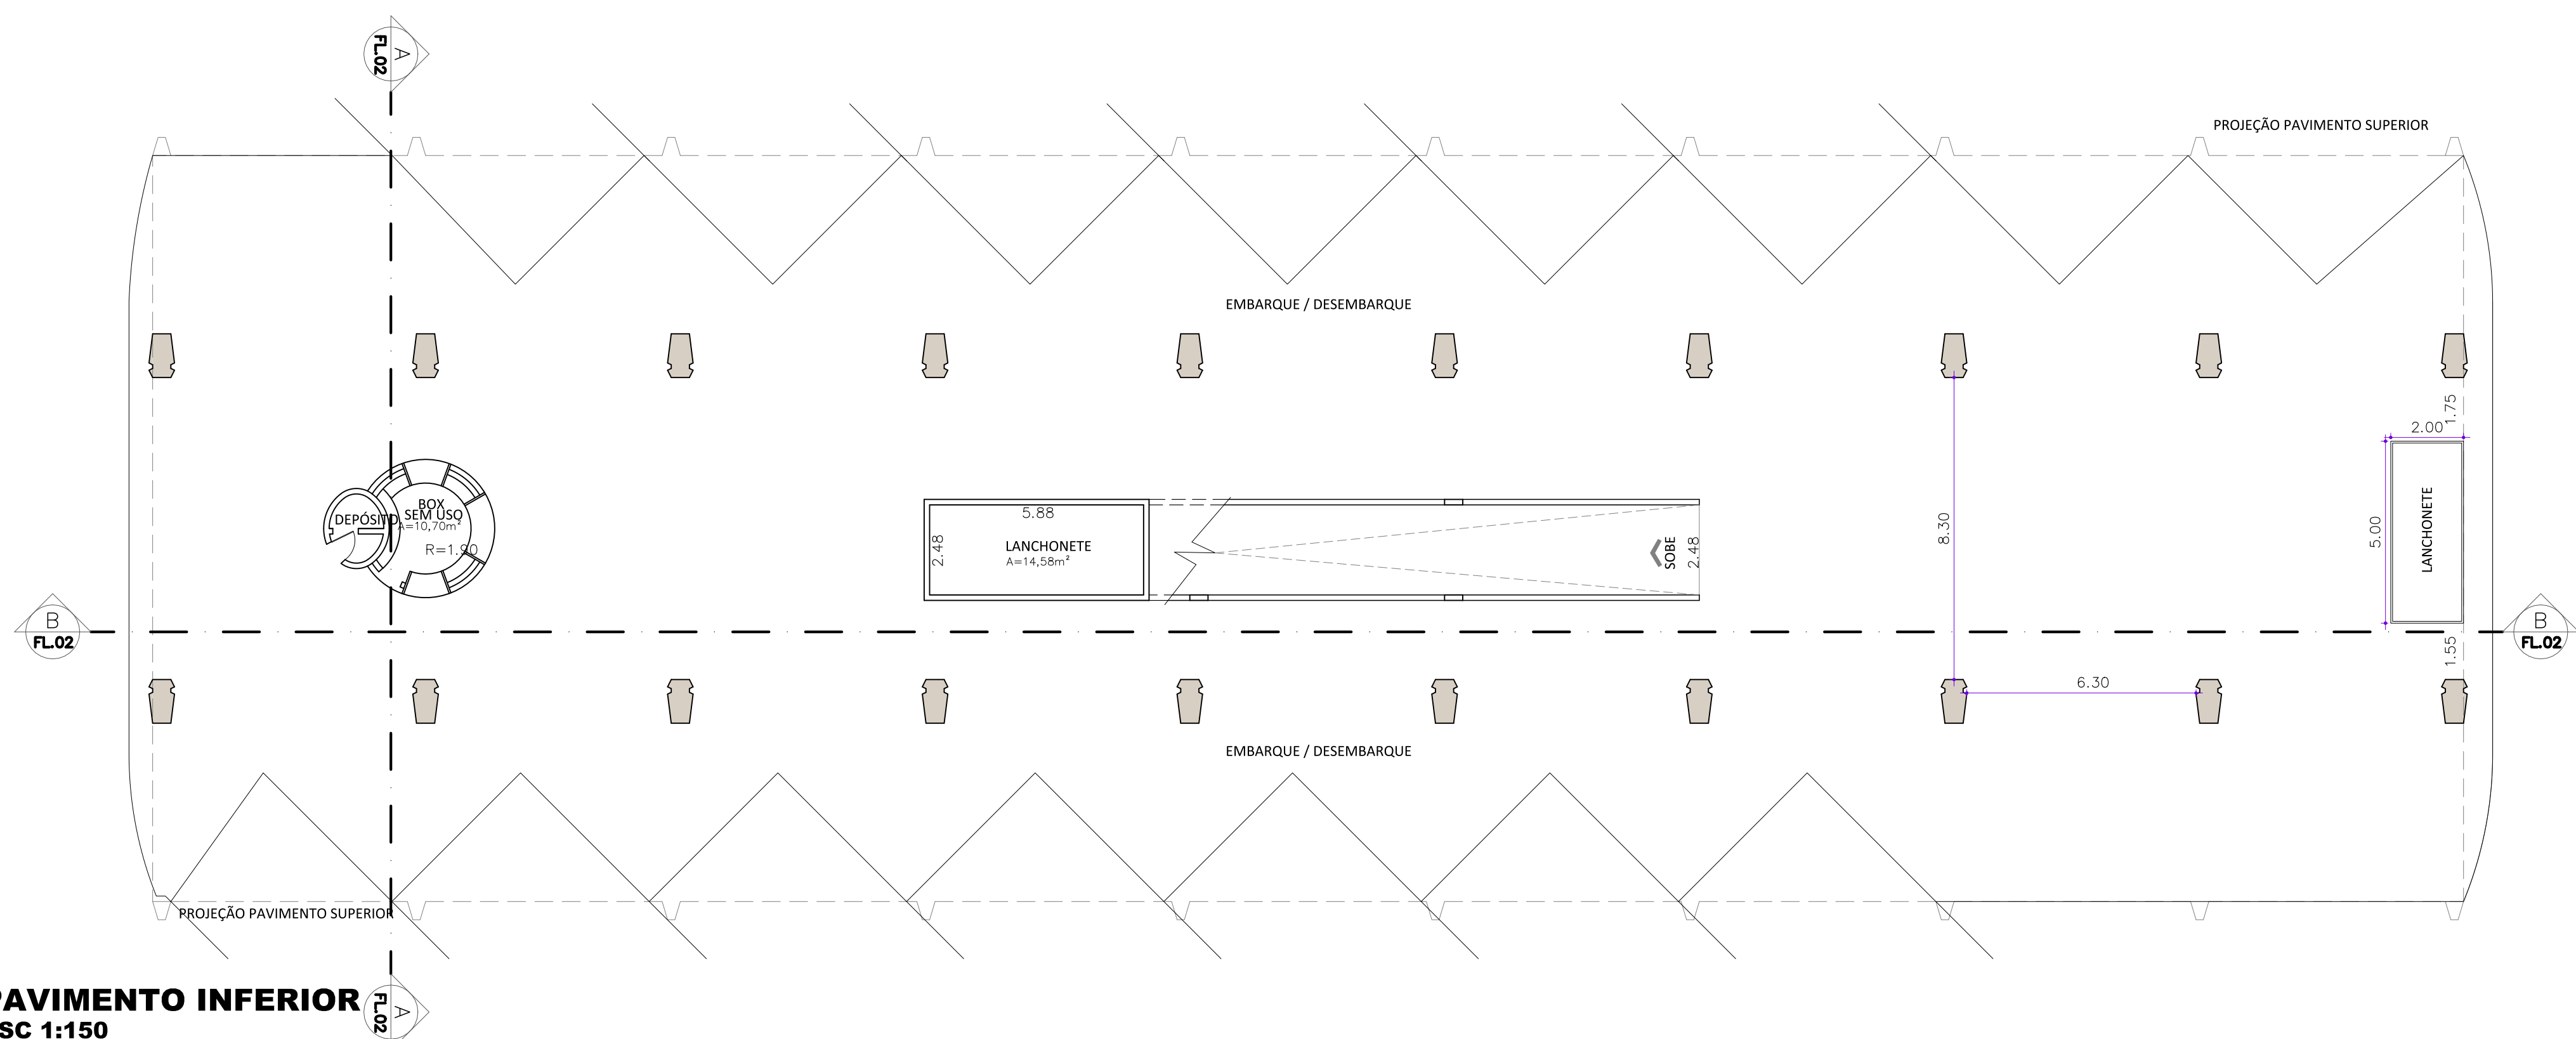 A
FL.02
PROJEÇÃO PAVIMENTO SUPERIOR
EMBARQUE / DESEMBARQUE
1.75
2.00
BOX
SEM USO
DEPÓSITO
A=10,70m²
R=1.90
5.88
2.48
LANCHONETE
A=14,58m²
SOBE
2.48
8.30
5.00
LANCHONETE
B
FL.02
B
FL.02
1.55
6.30
EMBARQUE / DESEMBARQUE
PROJEÇÃO PAVIMENTO SUPERIOR
PAVIMENTO INFERIOR
SC 1:150
A
FL.02